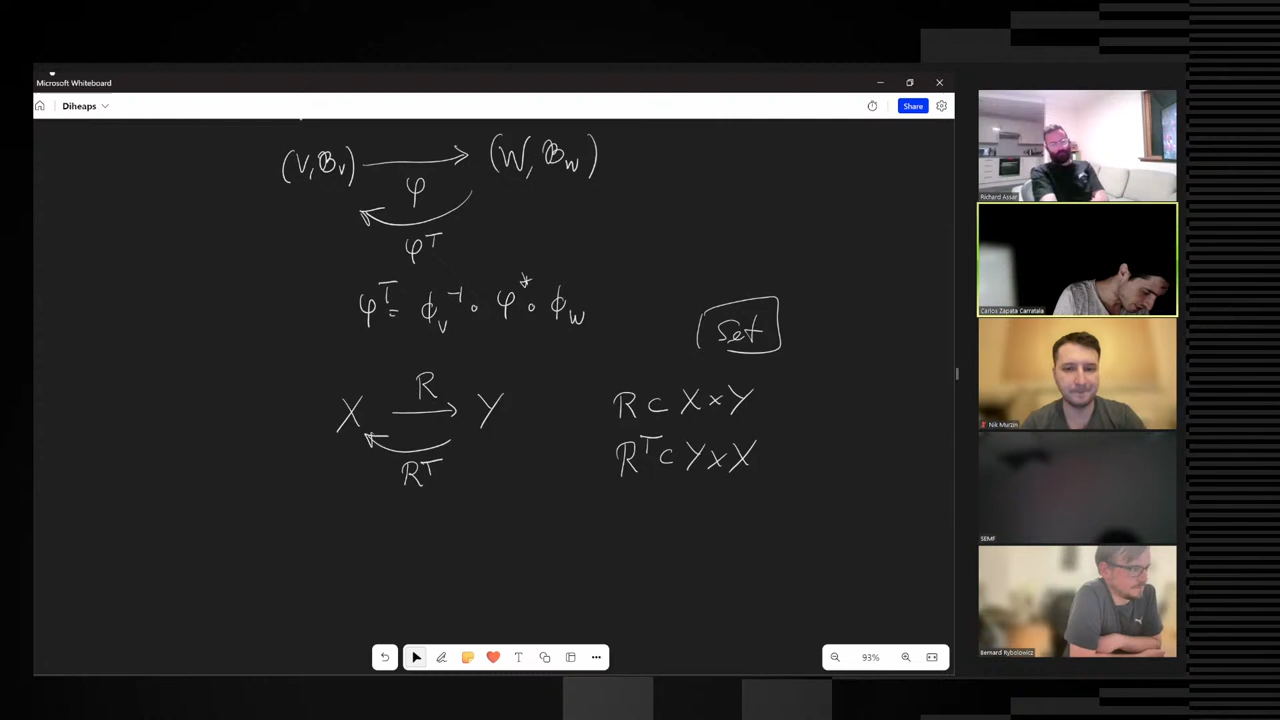 Microsoft Whiteboard
Diheaps
Share
(V, B_V) → (W, B_W)
φ
φ^T
φ^T = ϕ_V^{-1} ∘ φ^* ∘ ϕ_W
Set
R
X → Y
R^T
R ⊂ X × Y
R^T ⊂ Y × X
93%
Richard Assar
Carlos Zapata Carratala
Nik Murzin
SEMF
Bernard Rybolowicz